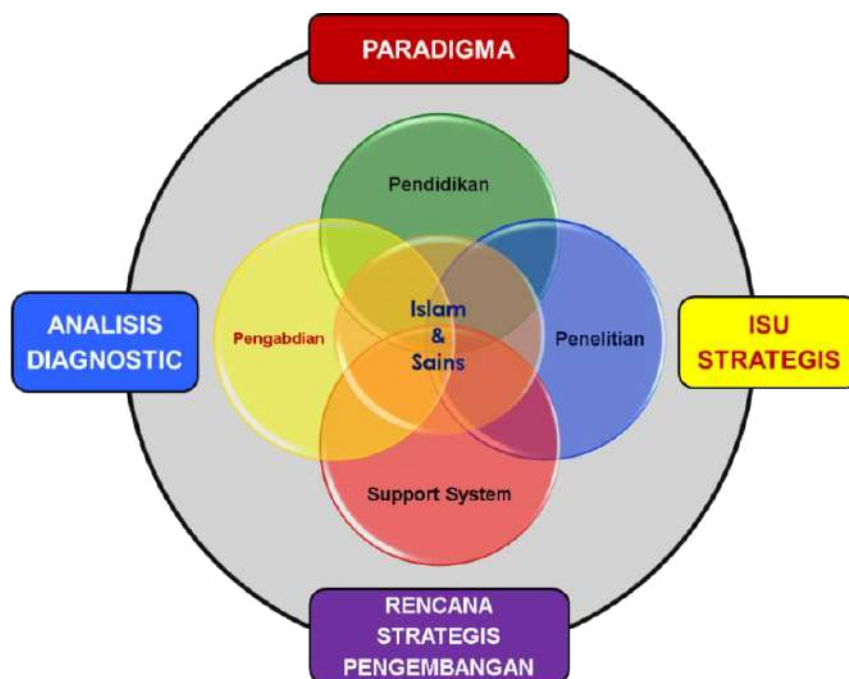 PARADIGMA
Pendidikan
ANALISIS
DIAGNOSTIC
Pengabdian
Islam
&
Sains
Penelitian
ISU
STRATEGIS
Support System
RENCANA
STRATEGIS
PENGEMBANGAN